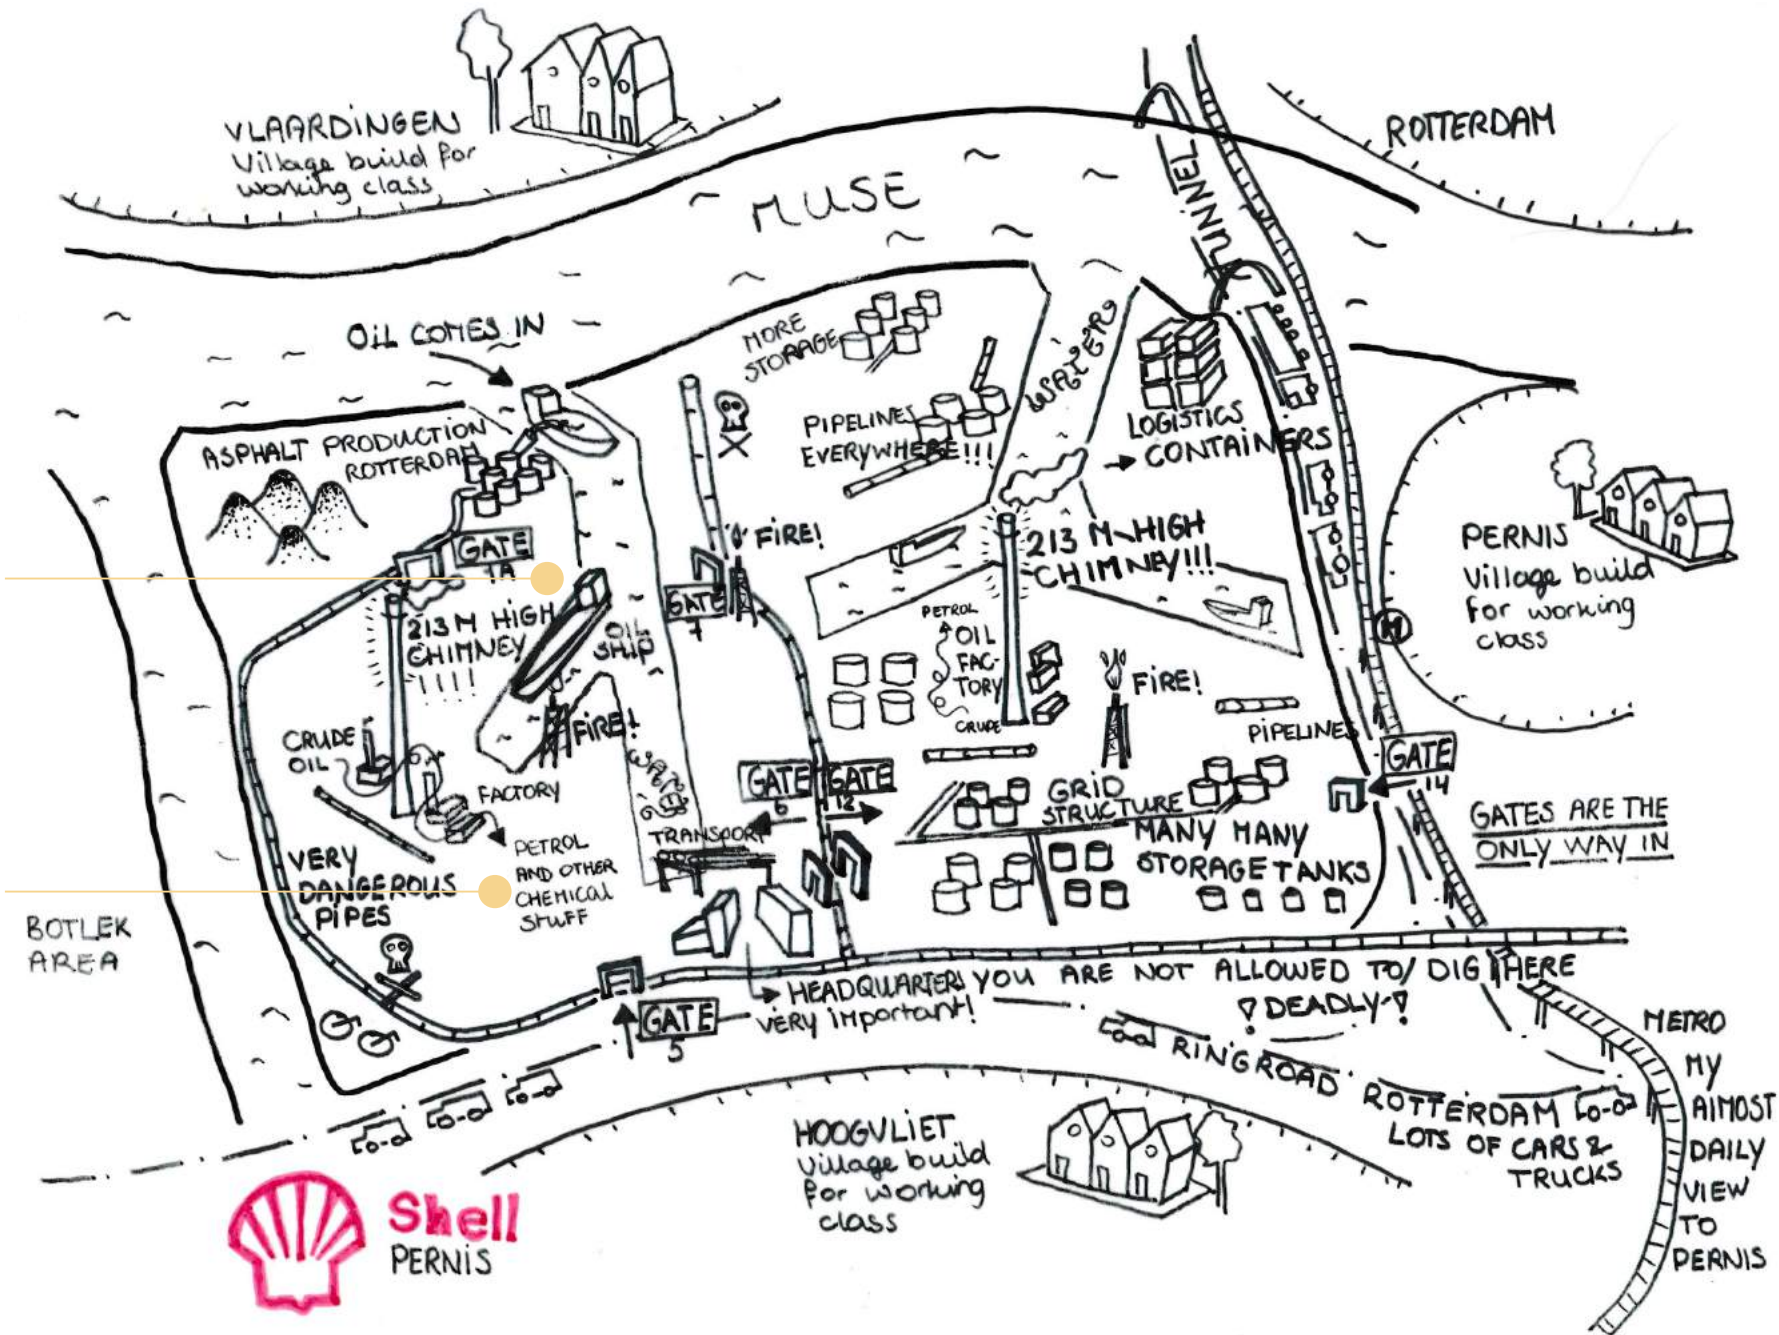 VLAARDINGEN
Village build for
working class
ROTTERDAM
MUSE
TUNNEL
OIL COMES IN
MORE
STORAGE
WATERS
ASPHALT PRODUCTION
ROTTERDAM
PIPELINES
EVERYWHERE!!!
LOGISTICS
CONTAINERS
GATE
1A
FIRE!
213 M HIGH
CHIMNEY!!!
PERNIS
Village build
for working
class
GATE
7
213 M HIGH
CHIMNEY
!!!!
OIL
SHIP
PETROL
OIL
FAC-
TORY
CRUDE
M
FIRE!
FIRE!
CRUDE
OIL
PIPELINES
FACTORY
GATE
6
GATE
12
GRID
STRUCTURE
GATE
14
GATES ARE THE
ONLY WAY IN
TRANSPORT
MANY MANY
STORAGE TANKS
PETROL
AND OTHER
CHEMICAL
STUFF
VERY
DANGEROUS
PIPES
BOTLEK
AREA
HEADQUARTERS
VERY IMPORTANT!
YOU ARE NOT ALLOWED TO DIG HERE
! DEADLY !
GATE
5
RINGROAD ROTTERDAM
LOTS OF CARS &
TRUCKS
METRO
MY
AlMOST
DAILY
VIEW
TO
PERNIS
HOOGVLIET
Village build
for working
class
Shell
PERNIS